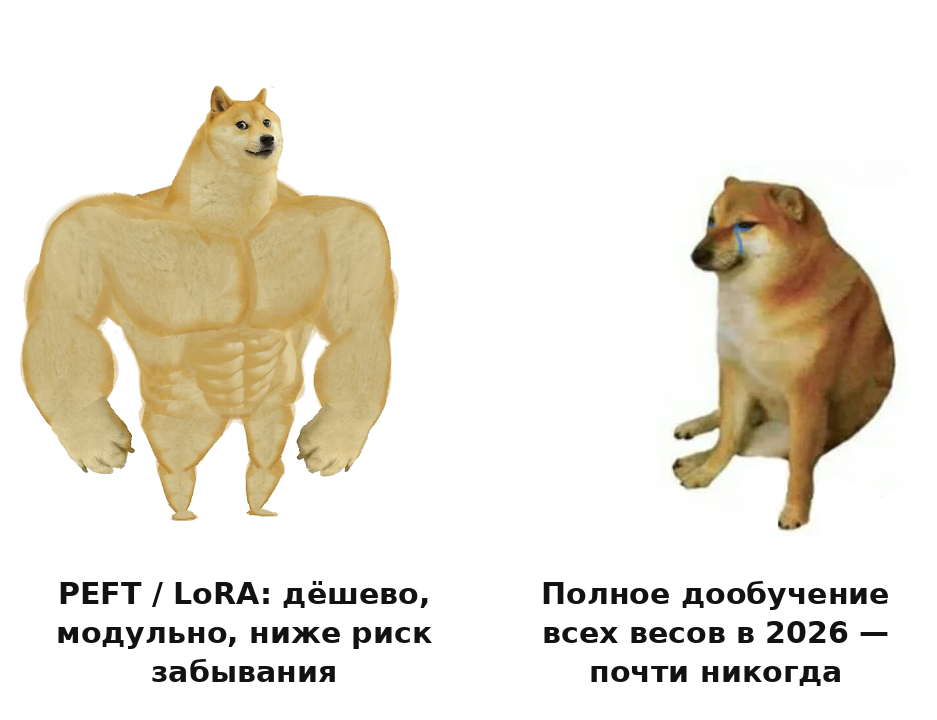 PEFT / LoRA: дёшево,
модульно, ниже риск
забывания
Полное дообучение
всех весов в 2026 —
почти никогда